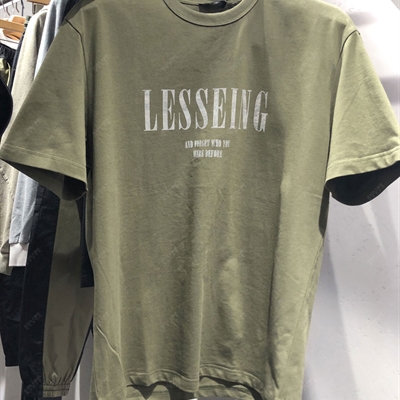 LESSEING
AND FORGET WHO YOU
WERE BEFORE